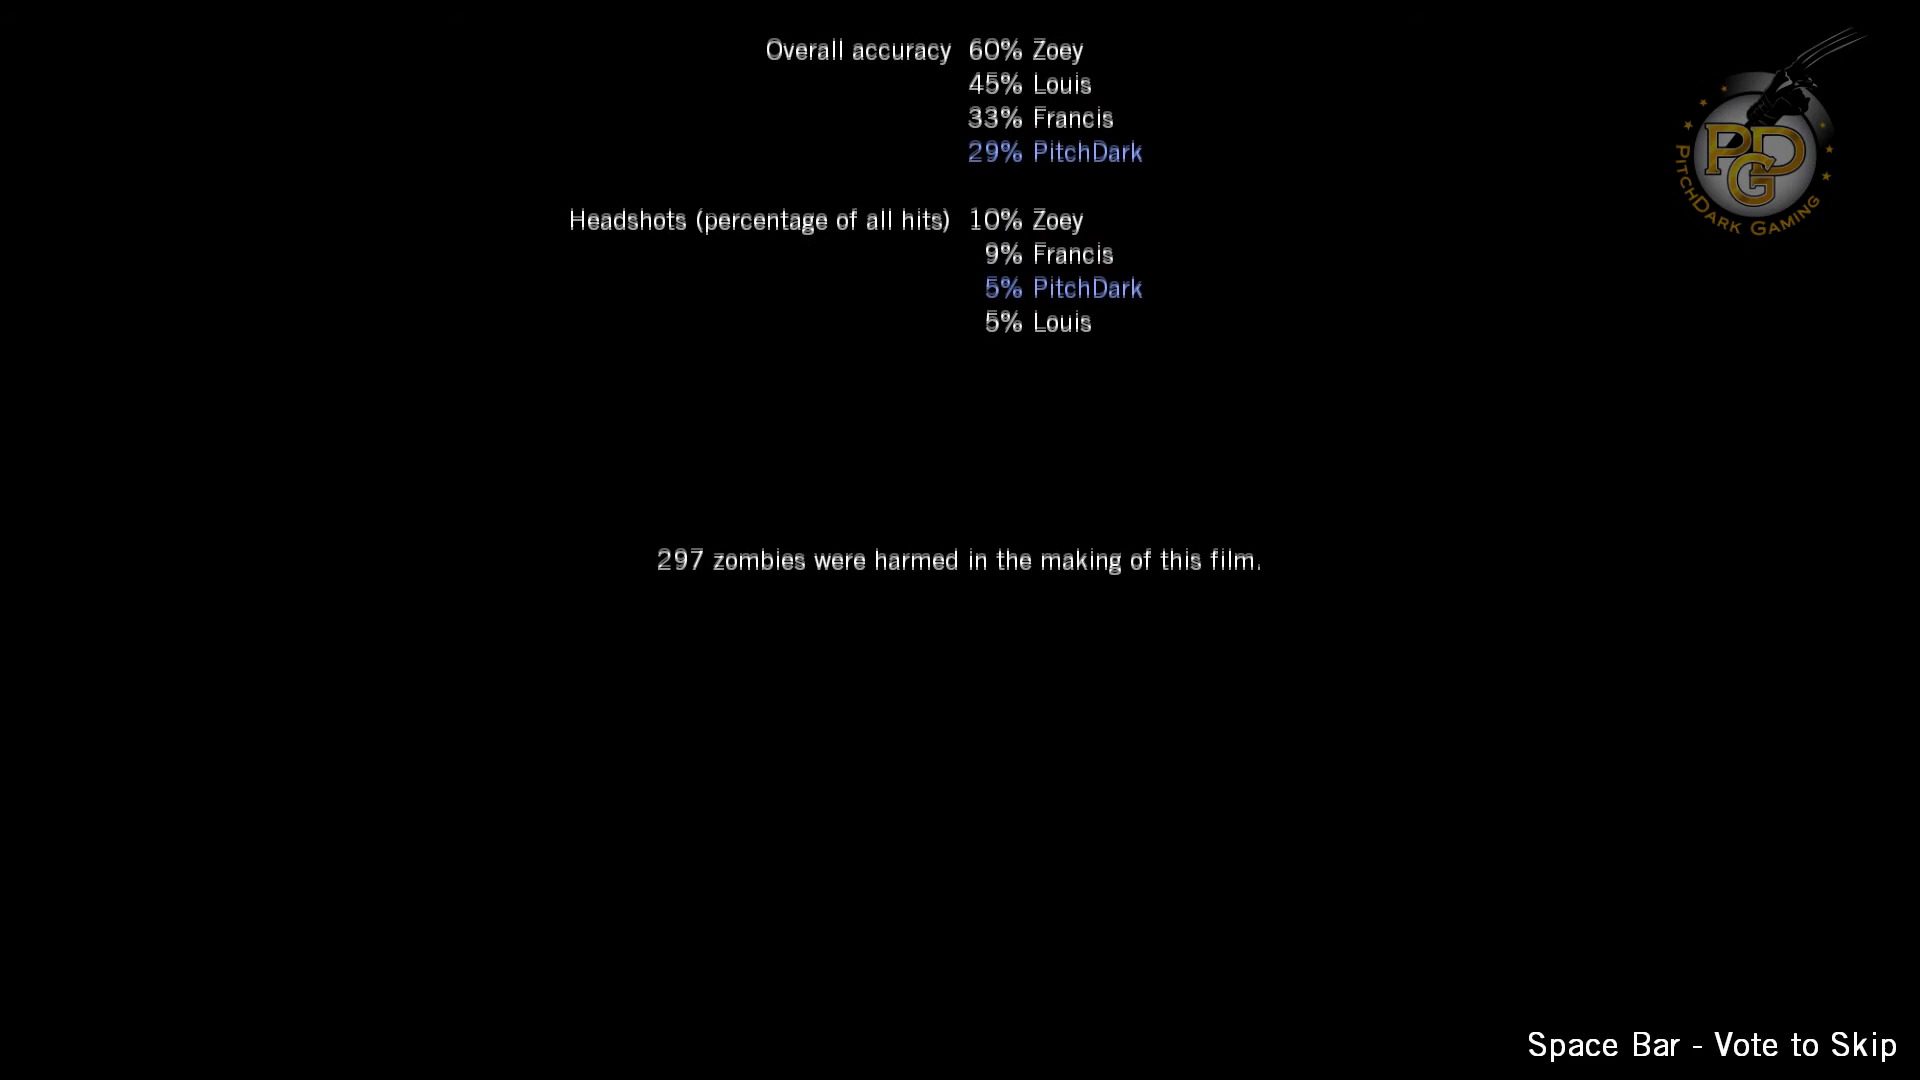 Overall accuracy 60% Zoey
45% Louis
33% Francis
29% PitchDark
Headshots (percentage of all hits) 10% Zoey
9% Francis
5% PitchDark
5% Louis
297 zombies were harmed in the making of this film.
PGD
PITCHDARK GAMING
Space Bar - Vote to Skip